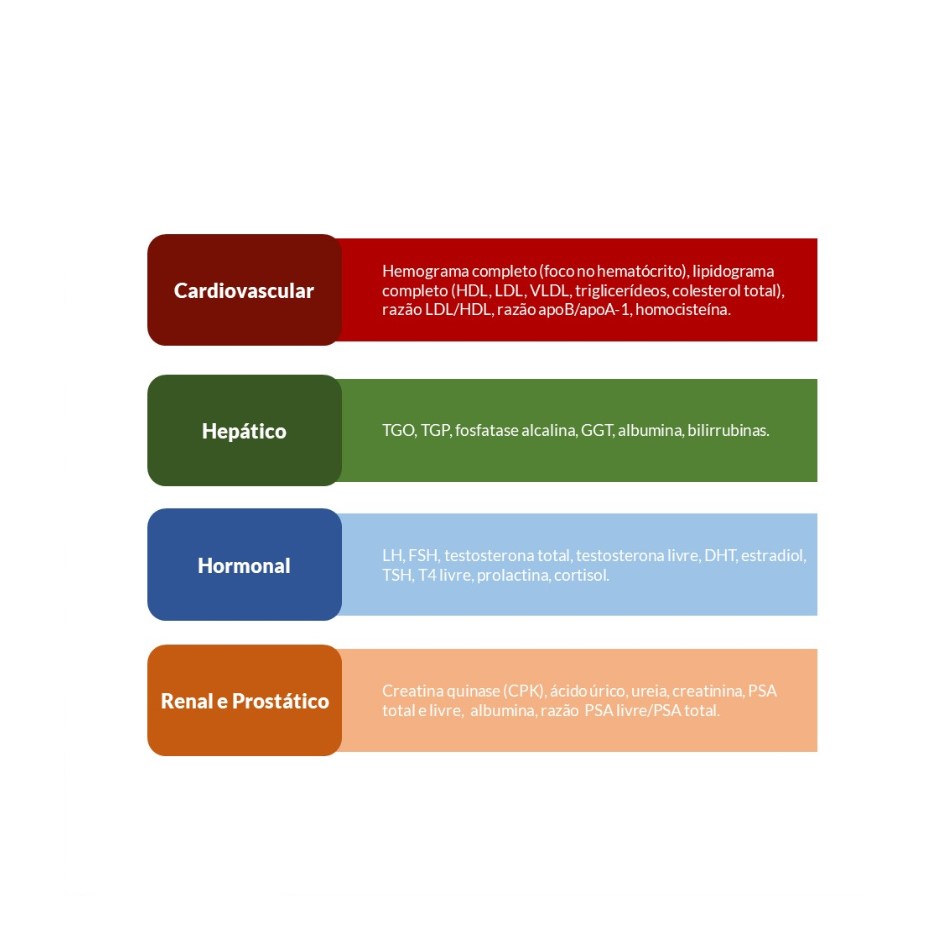 Cardiovascular
Hemograma completo (foco no hematócrito), lipidograma
completo (HDL, LDL, VLDL, triglicerídeos, colesterol total),
razão LDL/HDL, razão apoB/apoA-1, homocisteína.
Hepático
TGO, TGP, fosfatase alcalina, GGT, albumina, bilirrubinas.
Hormonal
LH, FSH, testosterona total, testosterona livre, DHT, estradiol,
TSH, T4 livre, prolactina, cortisol.
Renal e Prostático
Creatina quinase (CPK), ácido úrico, ureia, creatinina, PSA
total e livre, albumina, razão PSA livre/PSA total.